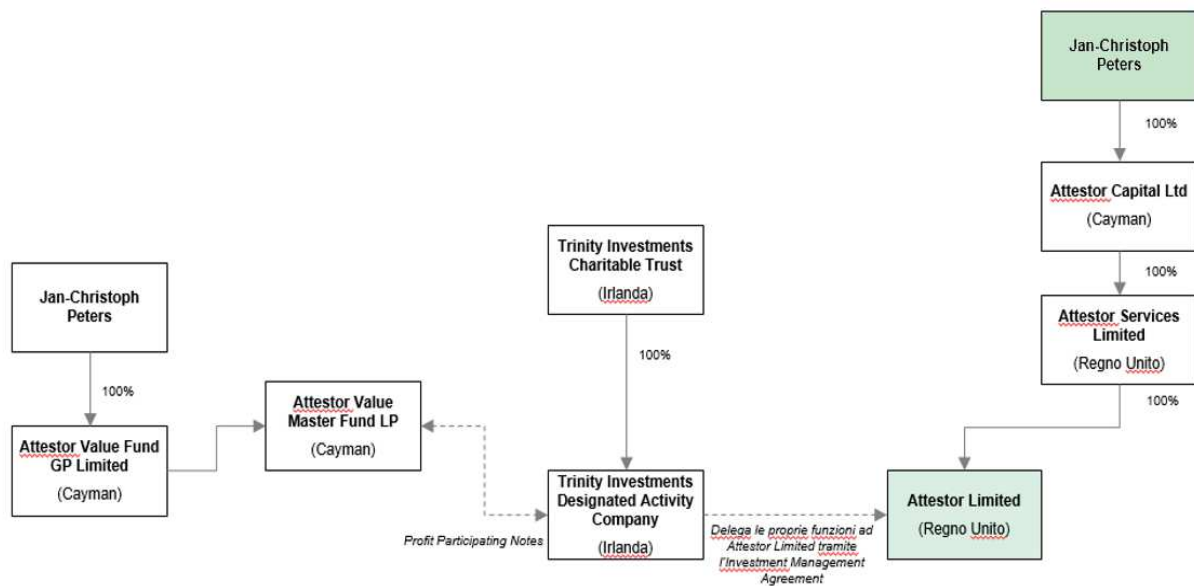 Jan-Christoph
Peters
100%
Attestor Capital Ltd
(Cayman)
100%
Attestor Services
Limited
(Regno Unito)
100%
Trinity Investments
Charitable Trust
(Irlanda)
100%
Jan-Christoph
Peters
100%
Attestor Value Fund
GP Limited
(Cayman)
Attestor Value
Master Fund LP
(Cayman)
Profit Participating Notes
Trinity Investments
Designated Activity
Company
(Irlanda)
Delega le proprie funzioni ad
Attestor Limited tramite
l'Investment Management
Agreement
Attestor Limited
(Regno Unito)